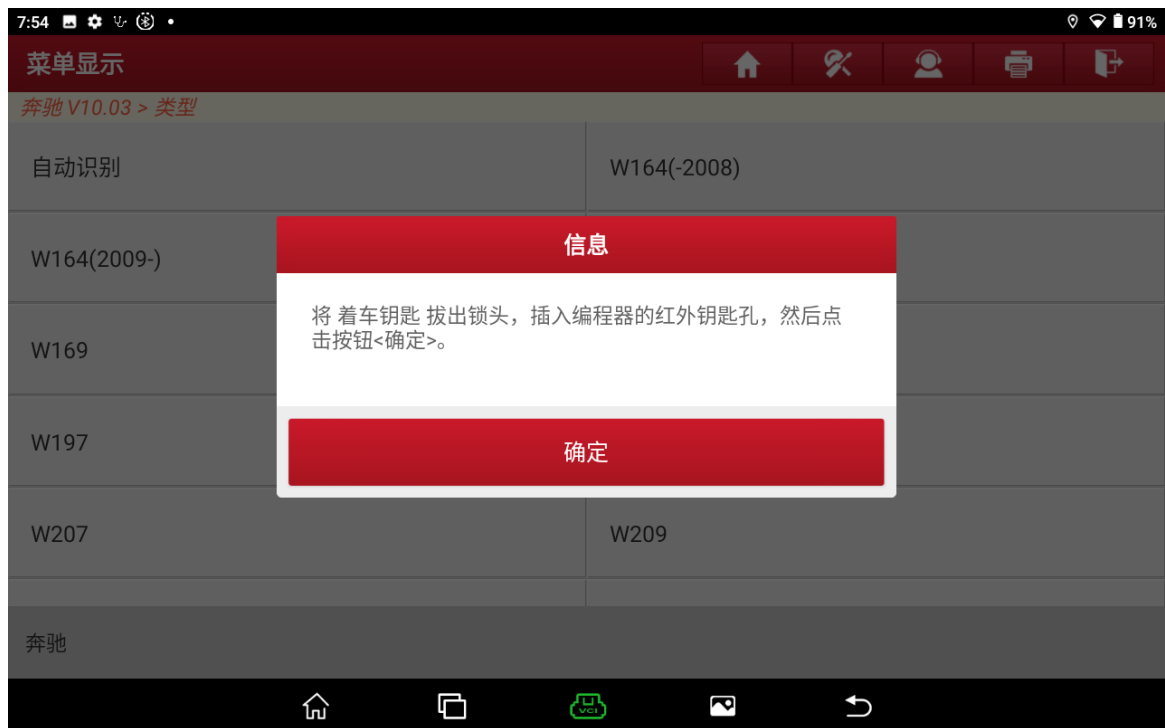 7:54
91%
菜单显示
奔驰 V10.03 > 类型
自动识别
W164(-2008)
W164(2009-)
信息
将 着车钥匙 拔出锁头，插入编程器的红外钥匙孔，然后点
击按钮<确定>。
W169
W197
确定
W207
W209
奔驰
VCI